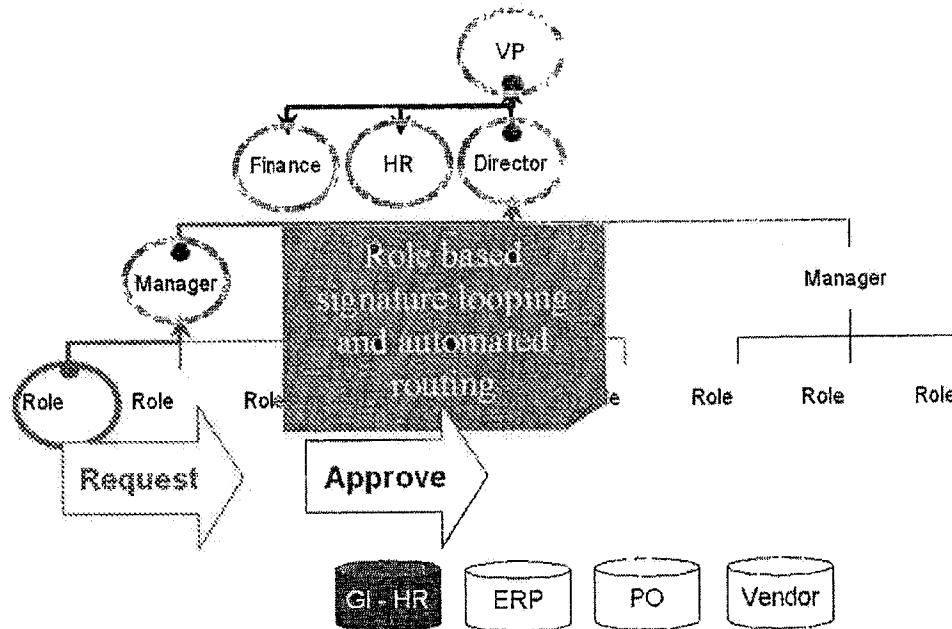 VP
Finance
HR
Director
Role based
signature looping
and automated
routing
Manager
Manager
Role
Role
Role
Role
Role
Role
Request
Approve
GI - HR
ERP
PO
Vendor